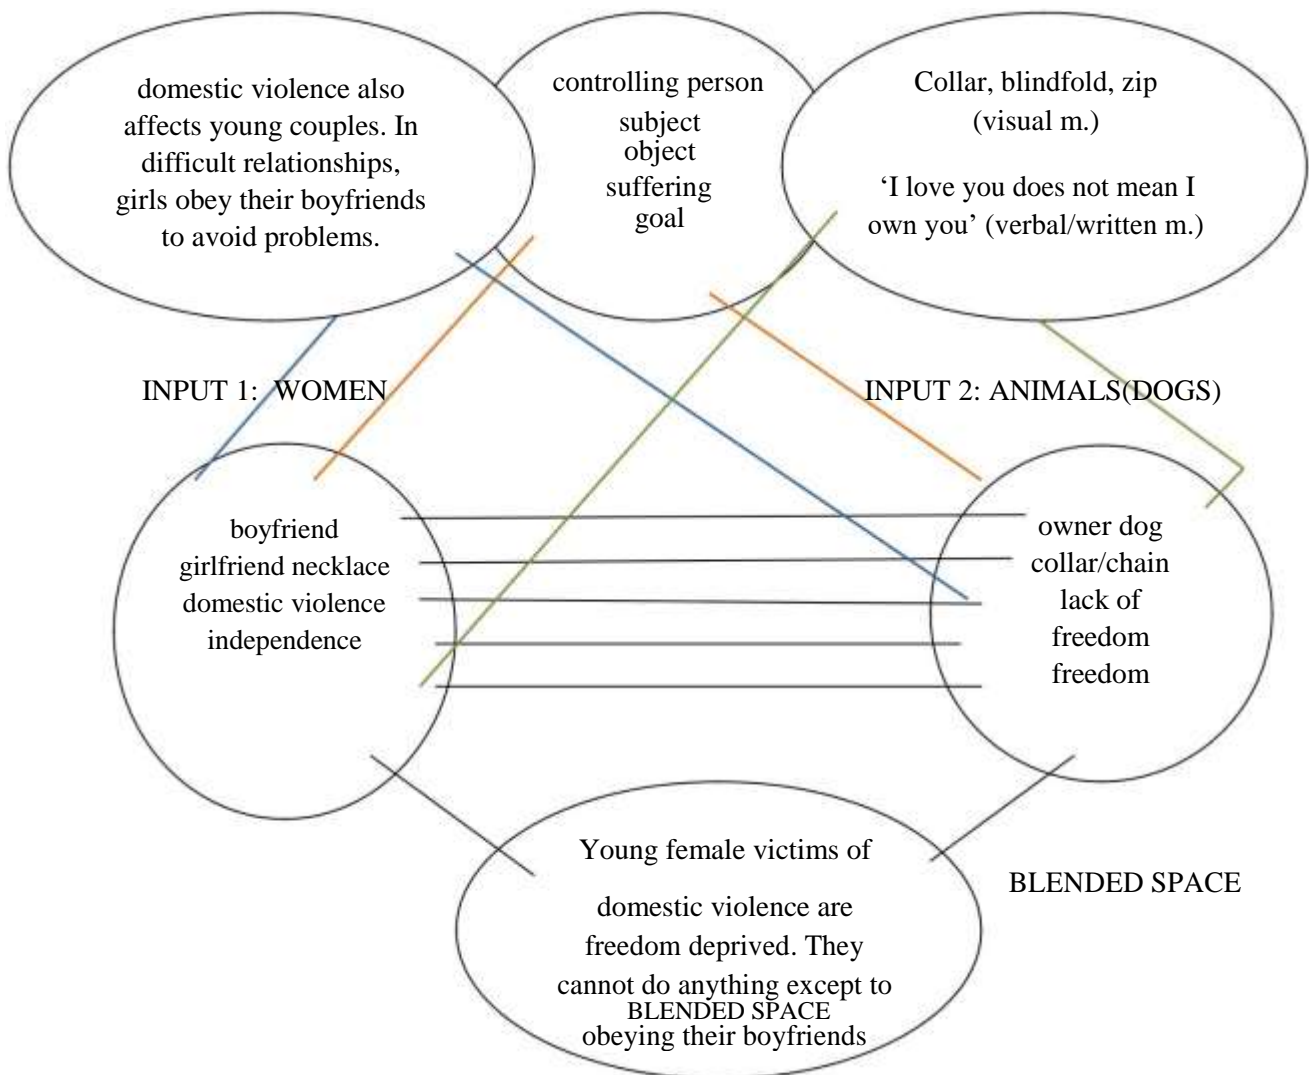 domestic violence also
affects young couples. In
difficult relationships,
girls obey their boyfriends
to avoid problems.
controlling person
subject
object
suffering
goal
Collar, blindfold, zip
(visual m.)
‘I love you does not mean I
own you’ (verbal/written m.)
INPUT 1: WOMEN
INPUT 2: ANIMALS(DOGS)
boyfriend
girlfriend necklace
domestic violence
independence
owner dog
collar/chain
lack of
freedom
freedom
Young female victims of
domestic violence are
freedom deprived. They
cannot do anything except to
BLENDED SPACE
obeying their boyfriends
BLENDED SPACE